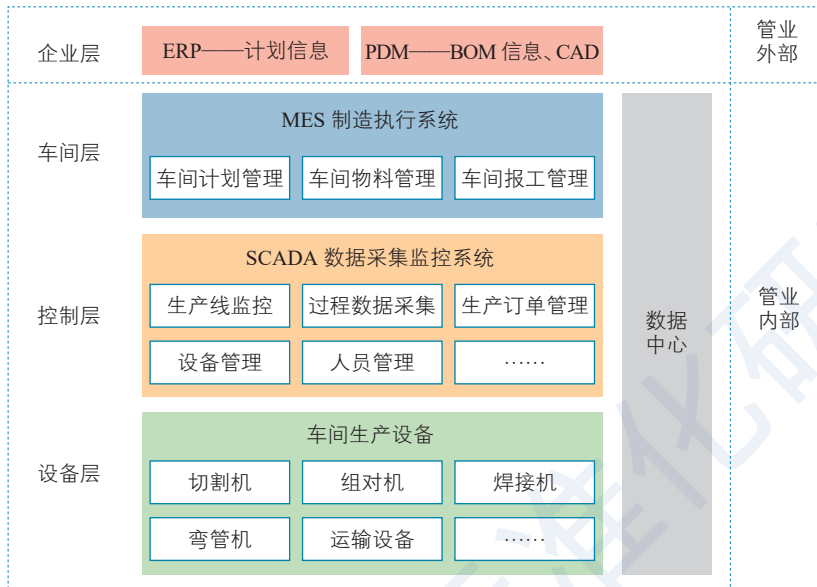 企业层
ERP——计划信息
PDM——BOM 信息、CAD
管业
外部
车间层
MES 制造执行系统
车间计划管理
车间物料管理
车间报工管理
控制层
SCADA 数据采集监控系统
生产线监控
过程数据采集
生产订单管理
设备管理
人员管理
……
数据
中心
管业
内部
设备层
车间生产设备
切割机
组对机
焊接机
弯管机
运输设备
……
准化研